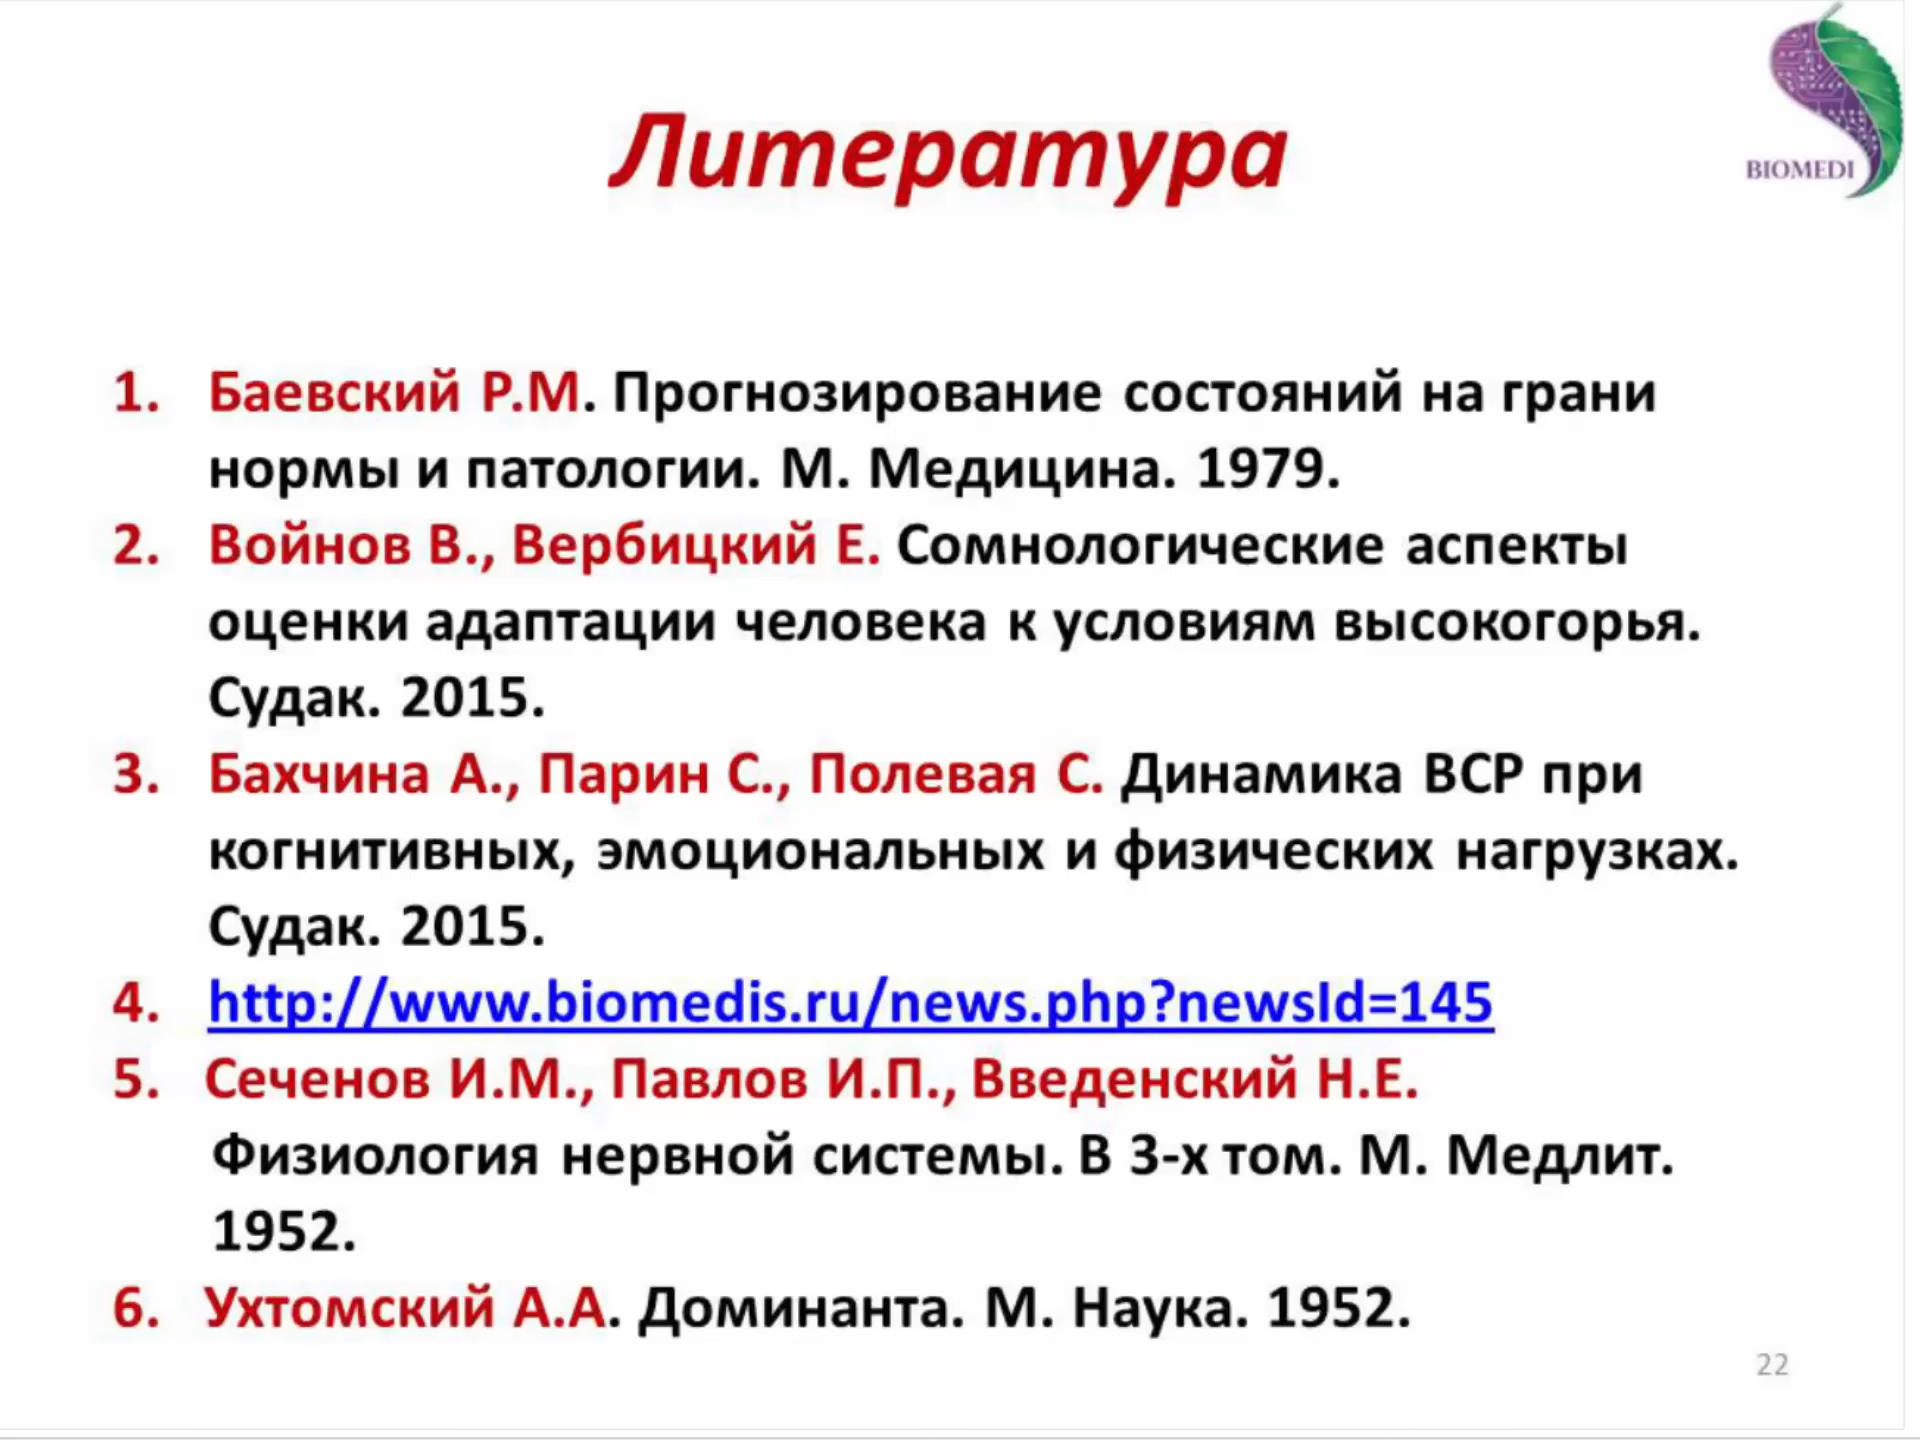 Литература
BIOMEDI
1. Баевский Р.М. Прогнозирование состояний на грани
нормы и патологии. М. Медицина. 1979.
2. Войнов В., Вербицкий Е. Сомнологические аспекты
оценки адаптации человека к условиям высокогорья.
Судак. 2015.
3. Бахчина А., Парин С., Полевая С. Динамика ВСР при
когнитивных, эмоциональных и физических нагрузках.
Судак. 2015.
4. http://www.biomedis.ru/news.php?newsId=145
5. Сеченов И.М., Павлов И.П., Введенский Н.Е.
Физиология нервной системы. В 3-х том. М. Медлит.
1952.
6. Ухтомский А.А. Доминанта. М. Наука. 1952.
22